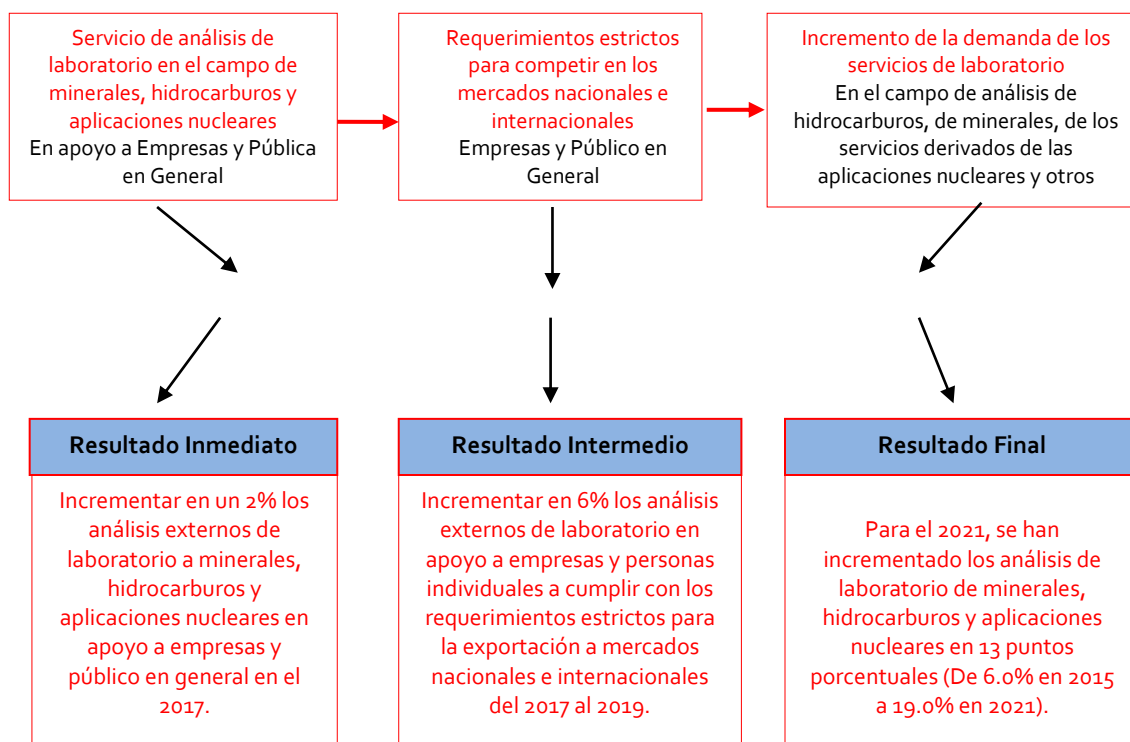 Servicio de análisis de
laboratorio en el campo de
minerales, hidrocarburos y
aplicaciones nucleares
En apoyo a Empresas y Pública
en General
Requerimientos estrictos
para competir en los
mercados nacionales e
internacionales
Empresas y Público en
General
Incremento de la demanda de los
servicios de laboratorio
En el campo de análisis de
hidrocarburos, de minerales, de los
servicios derivados de las
aplicaciones nucleares y otros
Resultado Inmediato
Incrementar en un 2% los
análisis externos de
laboratorio a minerales,
hidrocarburos y
aplicaciones nucleares en
apoyo a empresas y
público en general en el
2017.
Resultado Intermedio
Incrementar en 6% los análisis
externos de laboratorio en
apoyo a empresas y personas
individuales a cumplir con los
requerimientos estrictos para
la exportación a mercados
nacionales e internacionales
del 2017 al 2019.
Resultado Final
Para el 2021, se han
incrementado los análisis de
laboratorio de minerales,
hidrocarburos y aplicaciones
nucleares en 13 puntos
porcentuales (De 6.0% en 2015
a 19.0% en 2021).